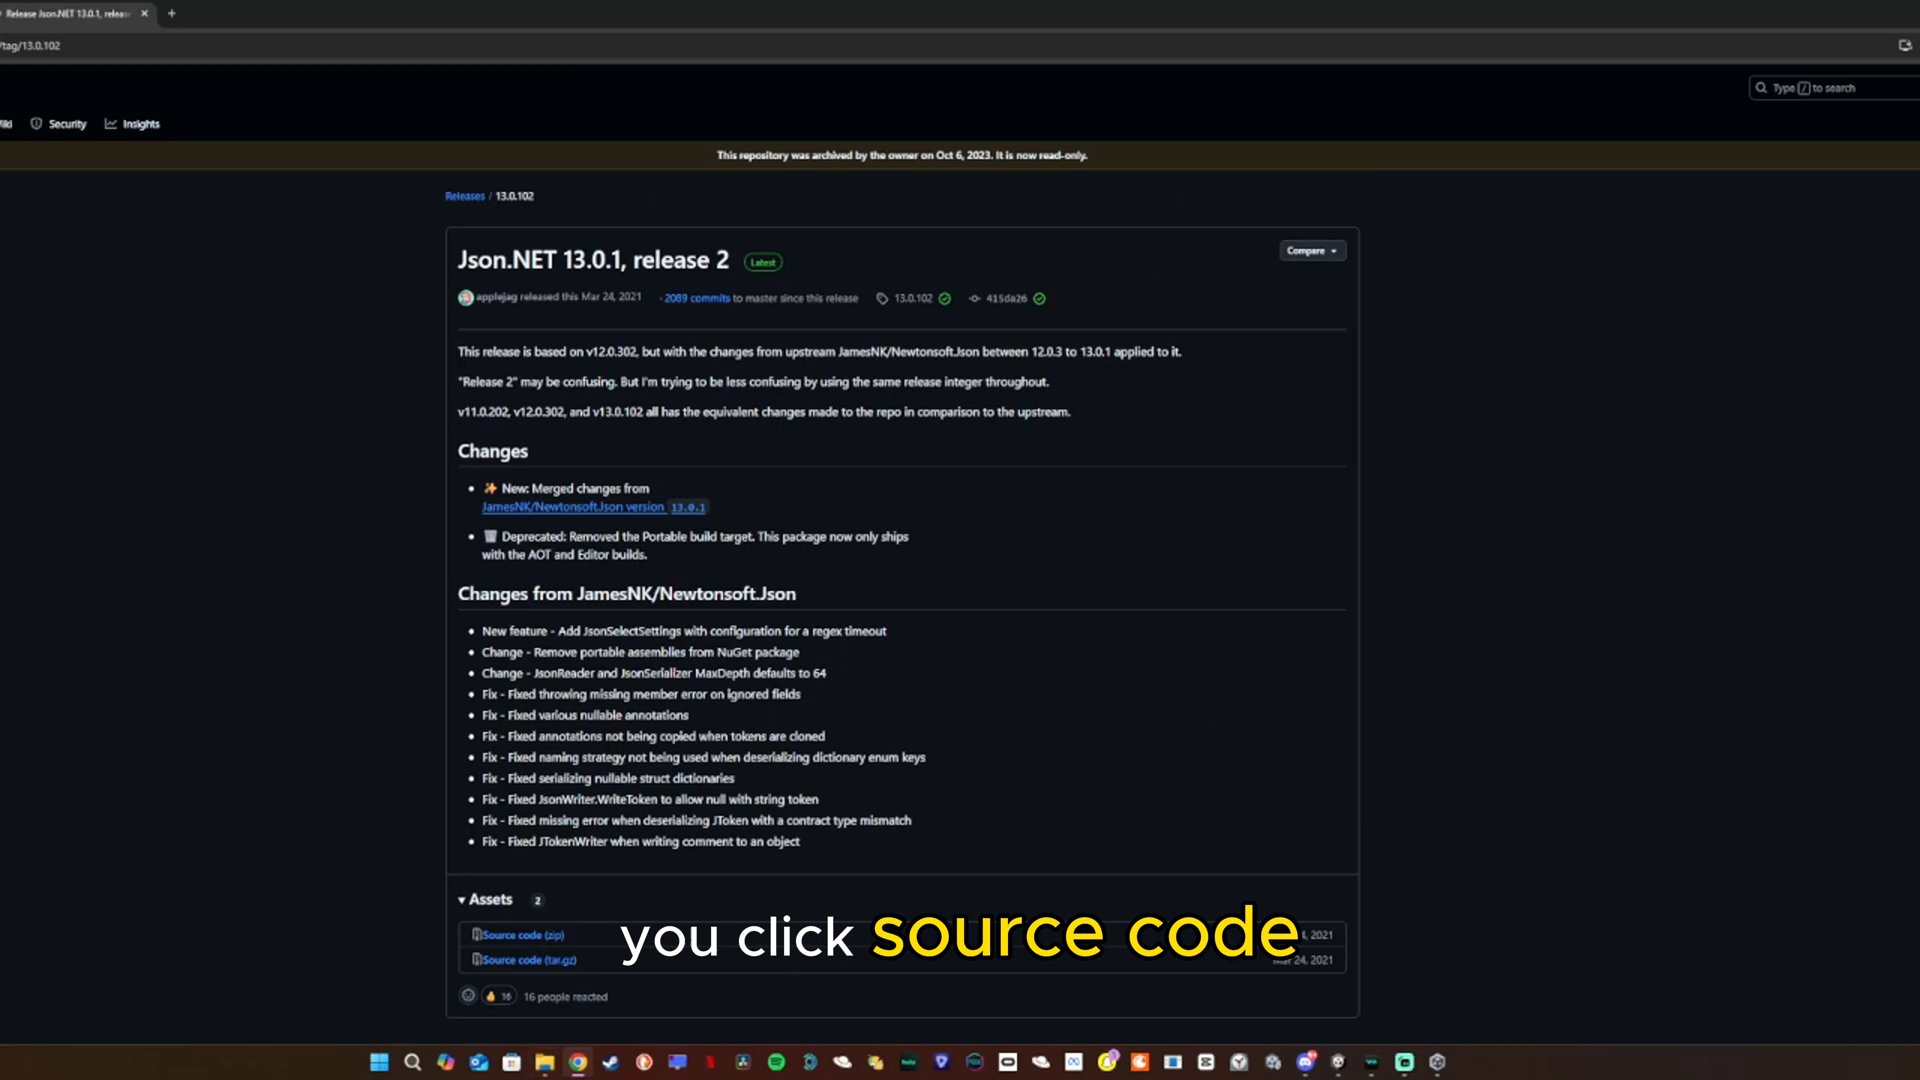 Release Json.NET 13.0.1, releas
/tag/13.0.102
Type / to search
Wiki
Security
Insights
This repository was archived by the owner on Oct 6, 2023. It is now read-only.
Releases / 13.0.102
Json.NET 13.0.1, release 2
Latest
Compare
applejag released this Mar 24, 2021 · 2089 commits to master since this release 13.0.102 415da26
This release is based on v12.0.302, but with the changes from upstream JamesNK/Newtonsoft.Json between 12.0.3 to 13.0.1 applied to it.
"Release 2" may be confusing. But I'm trying to be less confusing by using the same release integer throughout.
v11.0.202, v12.0.302, and v13.0.102 all has the equivalent changes made to the repo in comparison to the upstream.
Changes
New: Merged changes from
JamesNK/Newtonsoft.Json version 13.0.1
Deprecated: Removed the Portable build target. This package now only ships
with the AOT and Editor builds.
Changes from JamesNK/Newtonsoft.Json
New feature - Add JsonSelectSettings with configuration for a regex timeout
Change - Remove portable assemblies from NuGet package
Change - JsonReader and JsonSerializer MaxDepth defaults to 64
Fix - Fixed throwing missing member error on ignored fields
Fix - Fixed various nullable annotations
Fix - Fixed annotations not being copied when tokens are cloned
Fix - Fixed naming strategy not being used when deserializing dictionary enum keys
Fix - Fixed serializing nullable struct dictionaries
Fix - Fixed JsonWriter.WriteToken to allow null with string token
Fix - Fixed missing error when deserializing JToken with a contract type mismatch
Fix - Fixed JTokenWriter when writing comment to an object
Assets 2
Source code (zip)
, 2021
you click source code
Source code (tar.gz)
Mar 24, 2021
16
16 people reacted